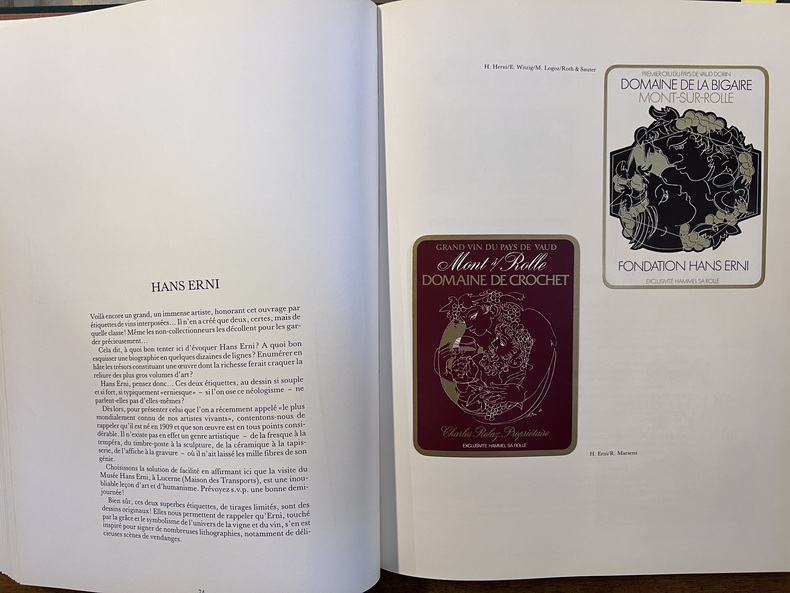 HANS ERNI
Voilà encore un grand, un immense artiste, honorant cet ouvrage par
étiquettes de vins interposées... Il n'en a créé que deux, certes, mais de
quelle classe! Même les non-collectionneurs les décollent pour les gar-
der précieusement...
Cela dit, à quoi bon tenter ici d'évoquer Hans Erni? A quoi bon
esquisser une biographie en quelques dizaines de lignes? Enumérer en
hâte les trésors constituant une œuvre dont la richesse ferait craquer la
reliure des plus gros volumes d'art?
Hans Erni, pensez donc... Ces deux étiquettes, au dessin si souple
et si fort, si typiquement «erniesque» – si l'on ose ce néologisme – ne
parlent-elles pas d'elles-mêmes?
Dès lors, pour présenter celui que l'on a récemment appelé «le plus
mondialement connu de nos artistes vivants», contentons-nous de
rappeler qu'il est né en 1909 et que son œuvre est en tous points consi-
dérable. Il n'existe pas en effet un genre artistique – de la fresque à la
tempéra, du timbre-poste à la sculpture, de la céramique à la tapis-
serie, de l'affiche à la gravure – où il n'ait laissé les mille fibres de son
génie.
Choisissons la solution de facilité en affirmant ici que la visite du
Musée Hans Erni, à Lucerne (Maison des Transports), est une inou-
bliable leçon d'art et d'humanisme. Prévoyez s.v.p. une bonne demi-
journée!
Bien sûr, ces deux superbes étiquettes, de tirages limités, sont des
dessins originaux! Elles nous permettent de rappeler qu'Erni, touché
par la grâce et le symbolisme de l'univers de la vigne et du vin, s'en est
inspiré pour signer de nombreuses lithographies, notamment de déli-
cieuses scènes de vendanges.
H. Herni/E. Witzig/M. Logoz/Roth & Sauter
PREMIER CRU DU PAYS DE VAUD DORIN
DOMAINE DE LA BIGAIRE
MONT-SUR-ROLLE
FONDATION HANS ERNI
EXCLUSIVITÉ HAMMEL SA ROLLE
GRAND VIN DU PAYS DE VAUD
Mont s/ Rolle
DOMAINE DE CROCHET
Charles Rolaz, Propriétaire
EXCLUSIVITÉ HAMMEL SA ROLLE
H. Erni/R. Marsens